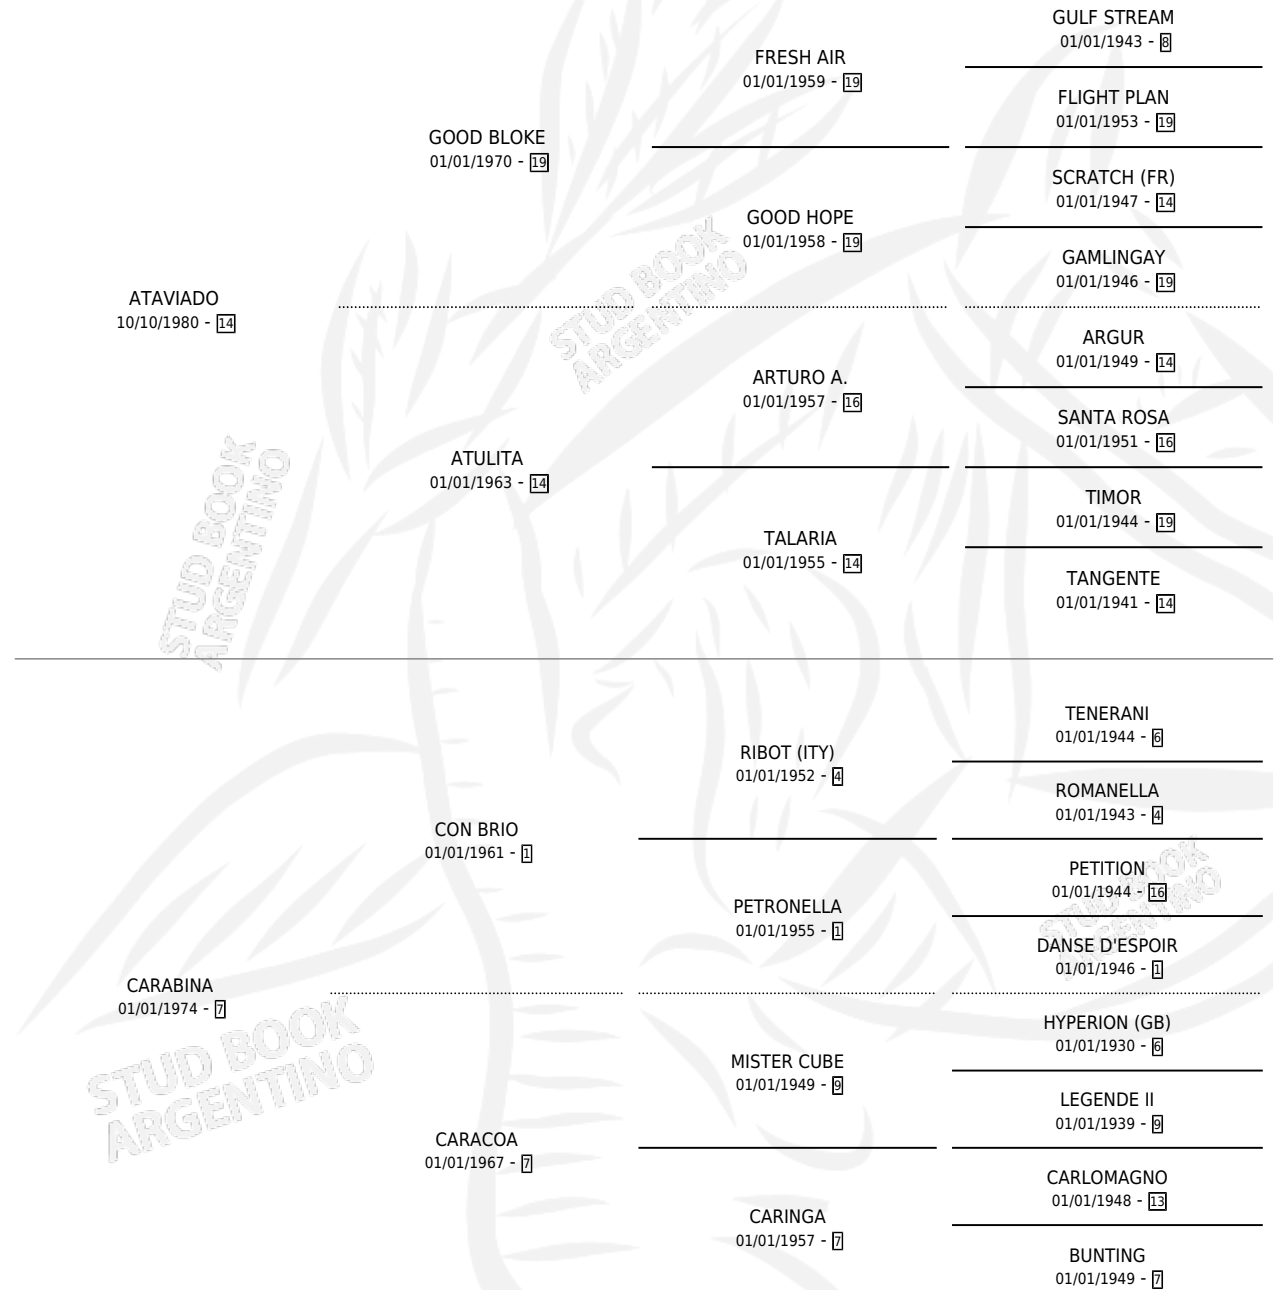 GULF STREAM
01/01/1943 - 8
FRESH AIR
01/01/1959 - 19
FLIGHT PLAN
01/01/1953 - 19
GOOD BLOKE
01/01/1970 - 19
SCRATCH (FR)
01/01/1947 - 14
GOOD HOPE
01/01/1958 - 19
GAMLINGAY
01/01/1946 - 19
ATAVIADO
10/10/1980 - 14
STUD BOOK
ARGENTINO
ARGUR
01/01/1949 - 14
ARTURO A.
01/01/1957 - 16
SANTA ROSA
01/01/1951 - 16
ATULITA
01/01/1963 - 14
TIMOR
01/01/1944 - 19
TALARIA
01/01/1955 - 14
TANGENTE
01/01/1941 - 14
STUD BOOK
ARGENTINO
TENERANI
01/01/1944 - 6
RIBOT (ITY)
01/01/1952 - 4
ROMANELLA
01/01/1943 - 4
CON BRIO
01/01/1961 - 1
PETITION
01/01/1944 - 16
STUD BOOK
ARGENTINO
PETRONELLA
01/01/1955 - 1
DANSE D'ESPOIR
01/01/1946 - 1
CARABINA
01/01/1974 - 7
STUD BOOK
ARGENTINO
HYPERION (GB)
01/01/1930 - 6
MISTER CUBE
01/01/1949 - 9
LEGENDE II
01/01/1939 - 9
CARACOA
01/01/1967 - 7
CARLOMAGNO
01/01/1948 - 13
CARINGA
01/01/1957 - 7
BUNTING
01/01/1949 - 7